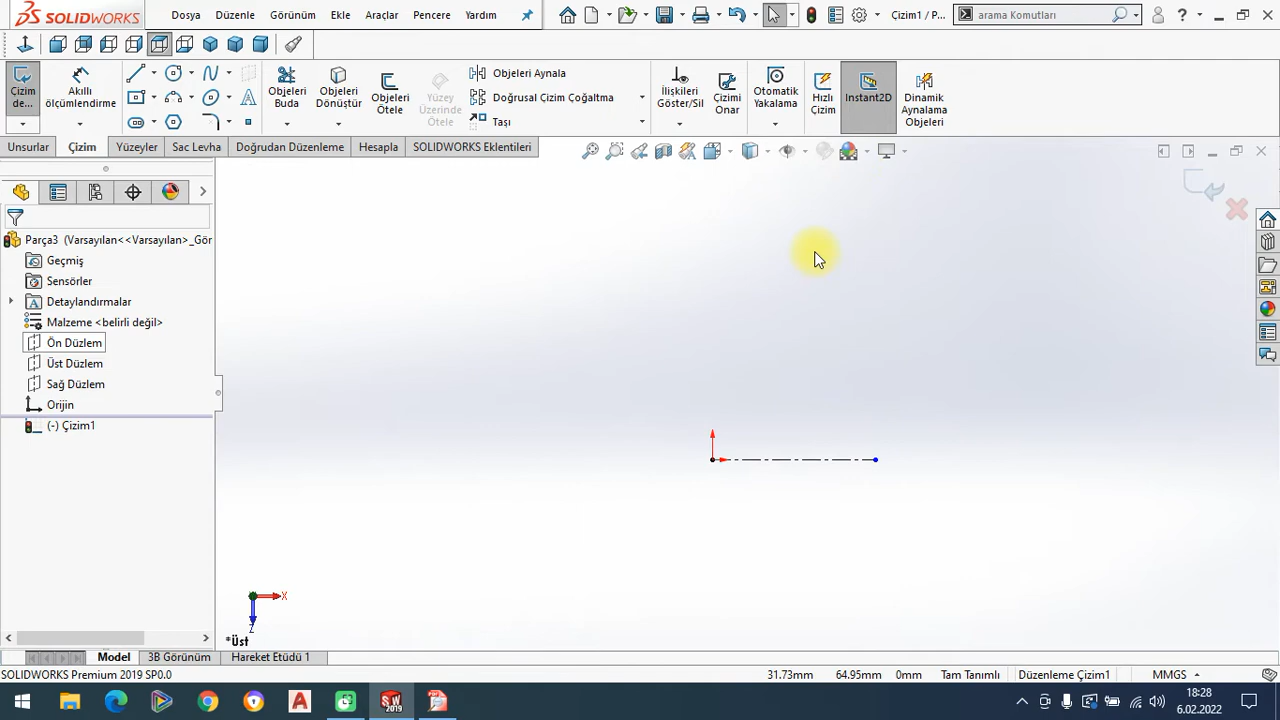 SOLIDWORKS
Dosya
Düzenle
Görünüm
Ekle
Araçlar
Pencere
Yardım
Çizim1 / P...
arama Komutları
Çizim de...
Akıllı ölçümlendirme
Objeleri Buda
Objeleri Dönüştür
Objeleri Ötele
Yüzey Üzerinde Ötele
Objeleri Aynala
Doğrusal Çizim Çoğaltma
Taşı
İlişkileri Göster/Sil
Çizimi Onar
Otomatik Yakalama
Hızlı Çizim
Instant2D
Dinamik Aynalama Objeleri
Unsurlar
Çizim
Yüzeyler
Sac Levha
Doğrudan Düzenleme
Hesapla
SOLIDWORKS Eklentileri
Parça3 (Varsayılan<<Varsayılan>_Gör
Geçmiş
Sensörler
Detaylandırmalar
Malzeme <belirli değil>
Ön Düzlem
Üst Düzlem
Sağ Düzlem
Orijin
(-) Çizim1
X
Z
*Üst
Model
3B Görünüm
Hareket Etüdü 1
SOLIDWORKS Premium 2019 SP0.0
31.73mm
64.95mm
0mm
Tam Tanımlı
Düzenleme Çizim1
MMGS
18:28
6.02.2022